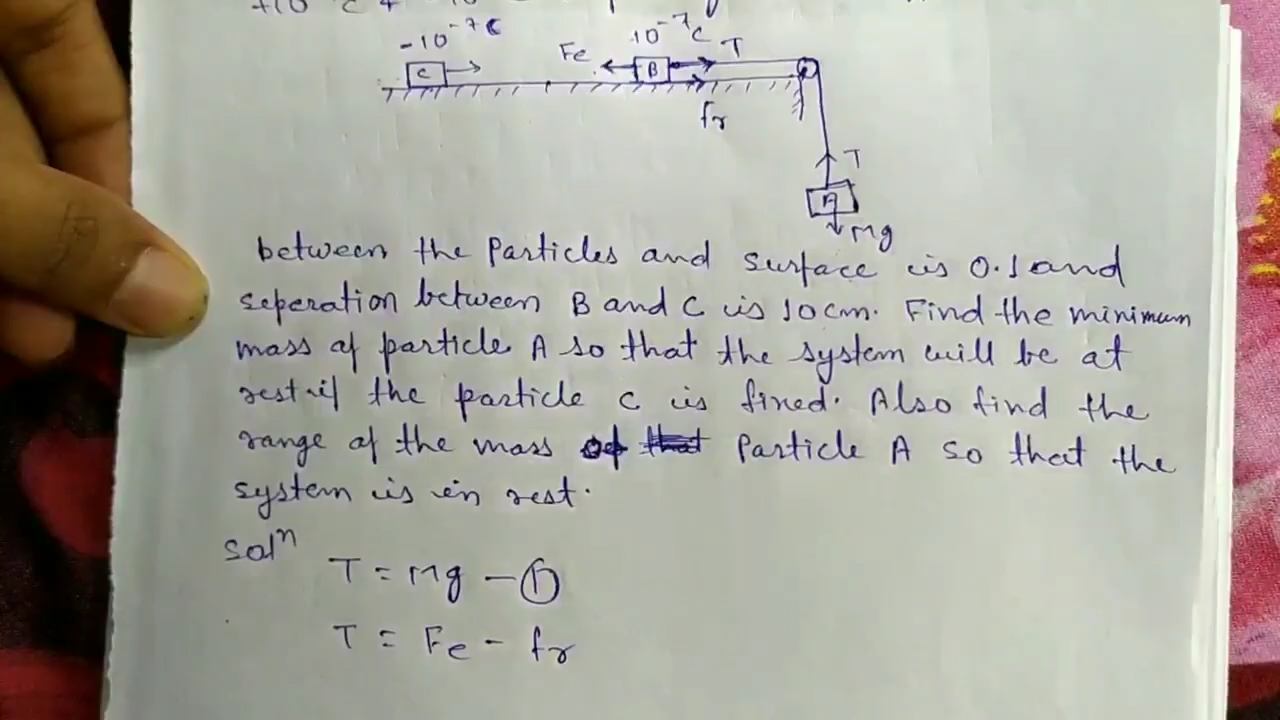 -10⁻⁷C
10⁻⁷C
Fe
T
C
B
fr
T
A
Mg
between the Particles and surface is 0.1 and
seperation between B and C is 10cm. Find the minimum
mass of particle A so that the system will be at
rest if the particle C is fixed. Also find the
range of the mass of that Particle A so that the
system is in rest.
Solⁿ
T = Mg - ①
T = Fe - fr